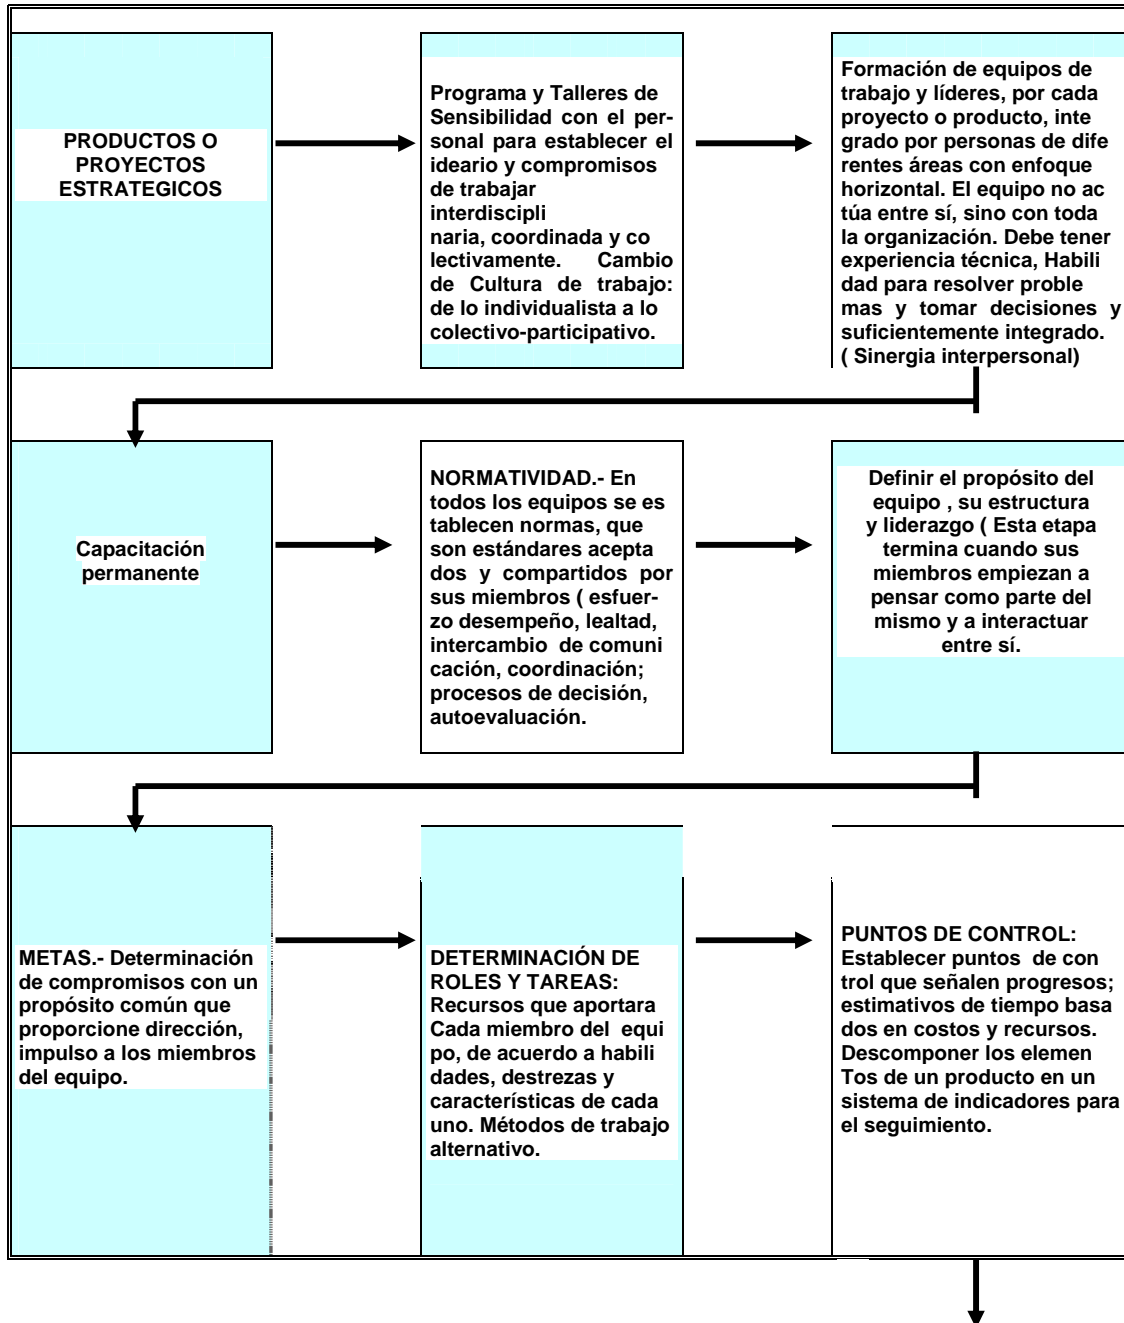 PRODUCTOS O
PROYECTOS
ESTRATEGICOS
Programa y Talleres de
Sensibilidad con el per-
sonal para establecer el
ideario y compromisos
de trabajar
interdiscipli
naria, coordinada y co
lectivamente. Cambio
de Cultura de trabajo:
de lo individualista a lo
colectivo-participativo.
Formación de equipos de
trabajo y líderes, por cada
proyecto o producto, inte
grado por personas de dife
rentes áreas con enfoque
horizontal. El equipo no ac
túa entre sí, sino con toda
la organización. Debe tener
experiencia técnica, Habili
dad para resolver proble
mas y tomar decisiones y
suficientemente integrado.
( Sinergia interpersonal)
Capacitación
permanente
NORMATIVIDAD.- En
todos los equipos se es
tablecen normas, que
son estándares acepta
dos y compartidos por
sus miembros ( esfuer-
zo desempeño, lealtad,
intercambio de comuni
cación, coordinación;
procesos de decisión,
autoevaluación.
Definir el propósito del
equipo , su estructura
y liderazgo ( Esta etapa
termina cuando sus
miembros empiezan a
pensar como parte del
mismo y a interactuar
entre sí.
METAS.- Determinación
de compromisos con un
propósito común que
proporcione dirección,
impulso a los miembros
del equipo.
DETERMINACIÓN DE
ROLES Y TAREAS:
Recursos que aportara
Cada miembro del equi
po, de acuerdo a habili
dades, destrezas y
características de cada
uno. Métodos de trabajo
alternativo.
PUNTOS DE CONTROL:
Establecer puntos de con
trol que señalen progresos;
estimativos de tiempo basa
dos en costos y recursos.
Descomponer los elemen
Tos de un producto en un
sistema de indicadores para
el seguimiento.